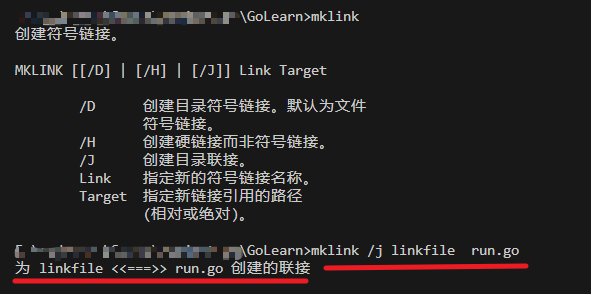 \GoLearn>mklink
创建符号链接。
MKLINK [[/D] | [/H] | [/J]] Link Target
/D 创建目录符号链接。默认为文件
符号链接。
/H 创建硬链接而非符号链接。
/J 创建目录联接。
Link 指定新的符号链接名称。
Target 指定新链接引用的路径
(相对或绝对)。
\GoLearn>mklink /j linkfile  run.go
为 linkfile <<===>> run.go 创建的联接